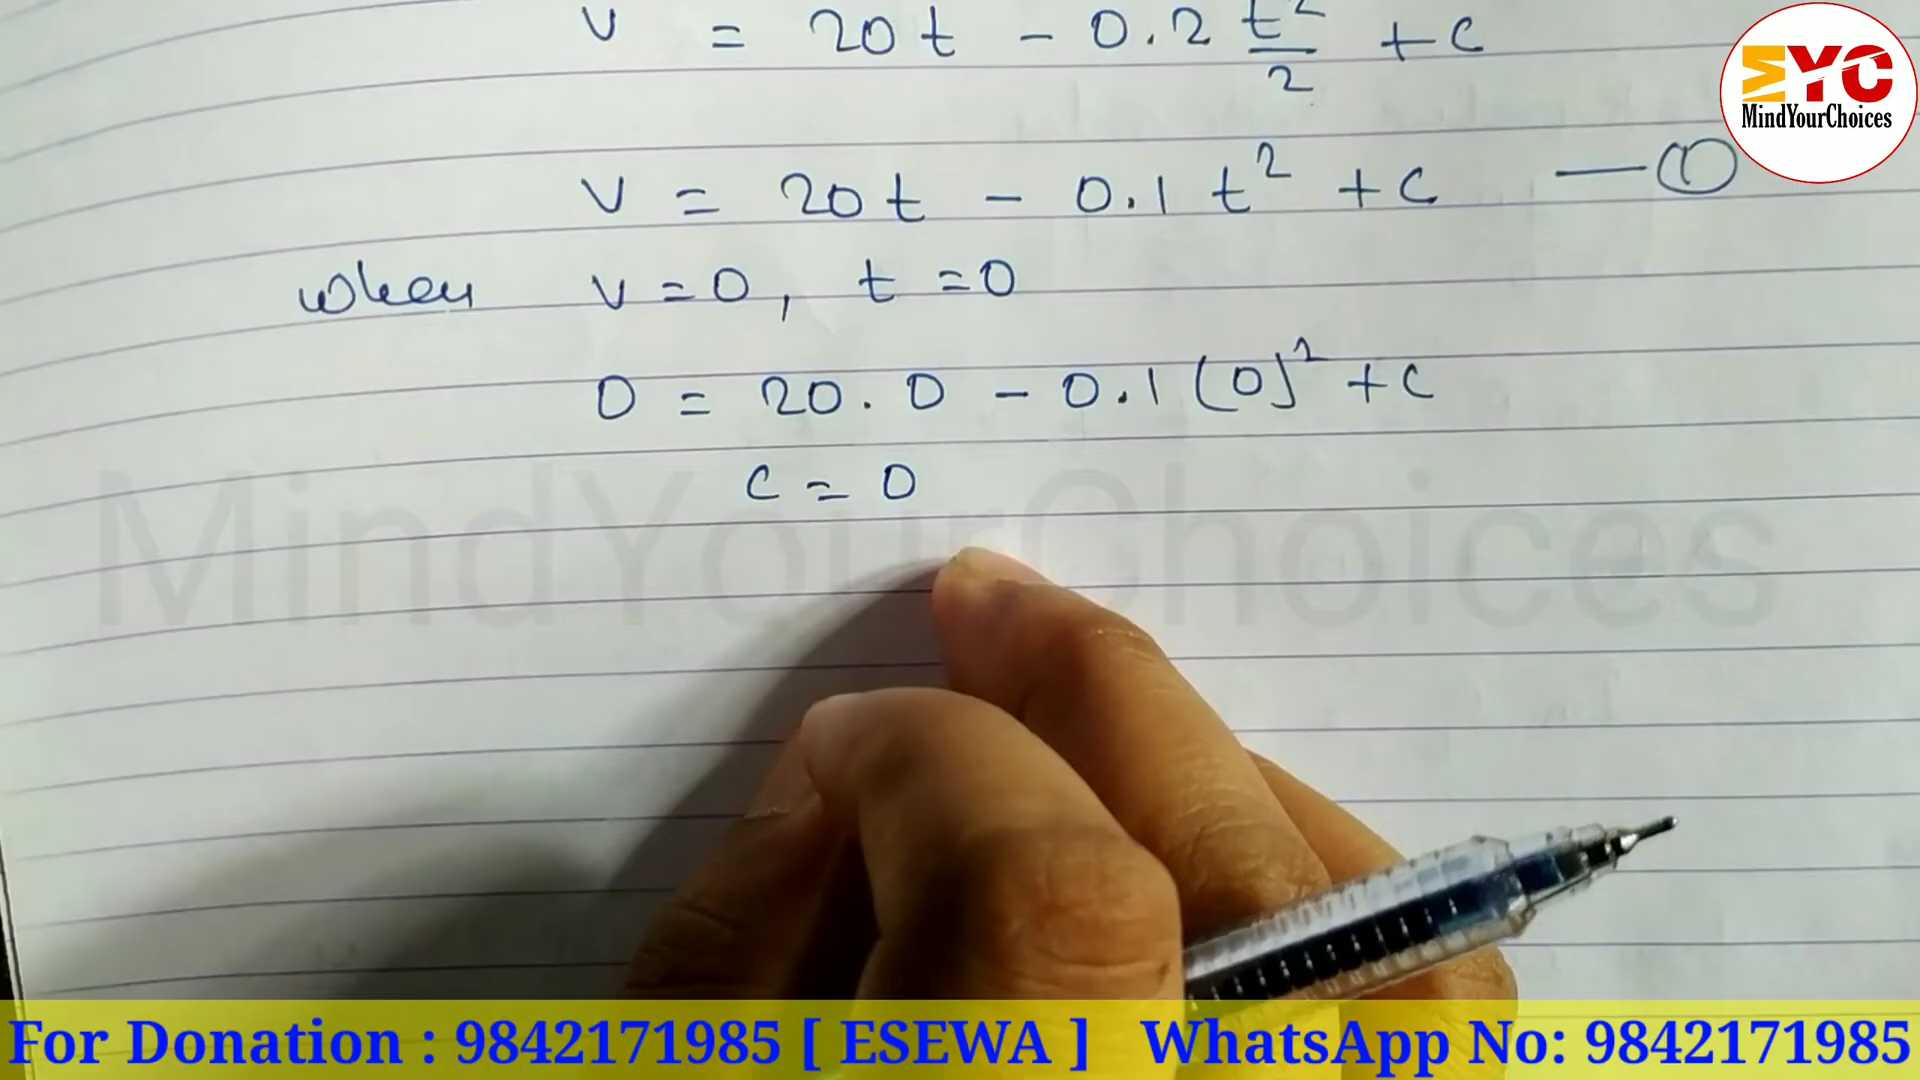 v = 20t - 0.2 t²/2 + c
MYC
MindYourChoices
v = 20t - 0.1 t² + c —①
when v = 0, t = 0
0 = 20.0 - 0.1 (0)² + c
c = 0
MindYourChoices
For Donation : 9842171985 [ ESEWA ] WhatsApp No: 9842171985